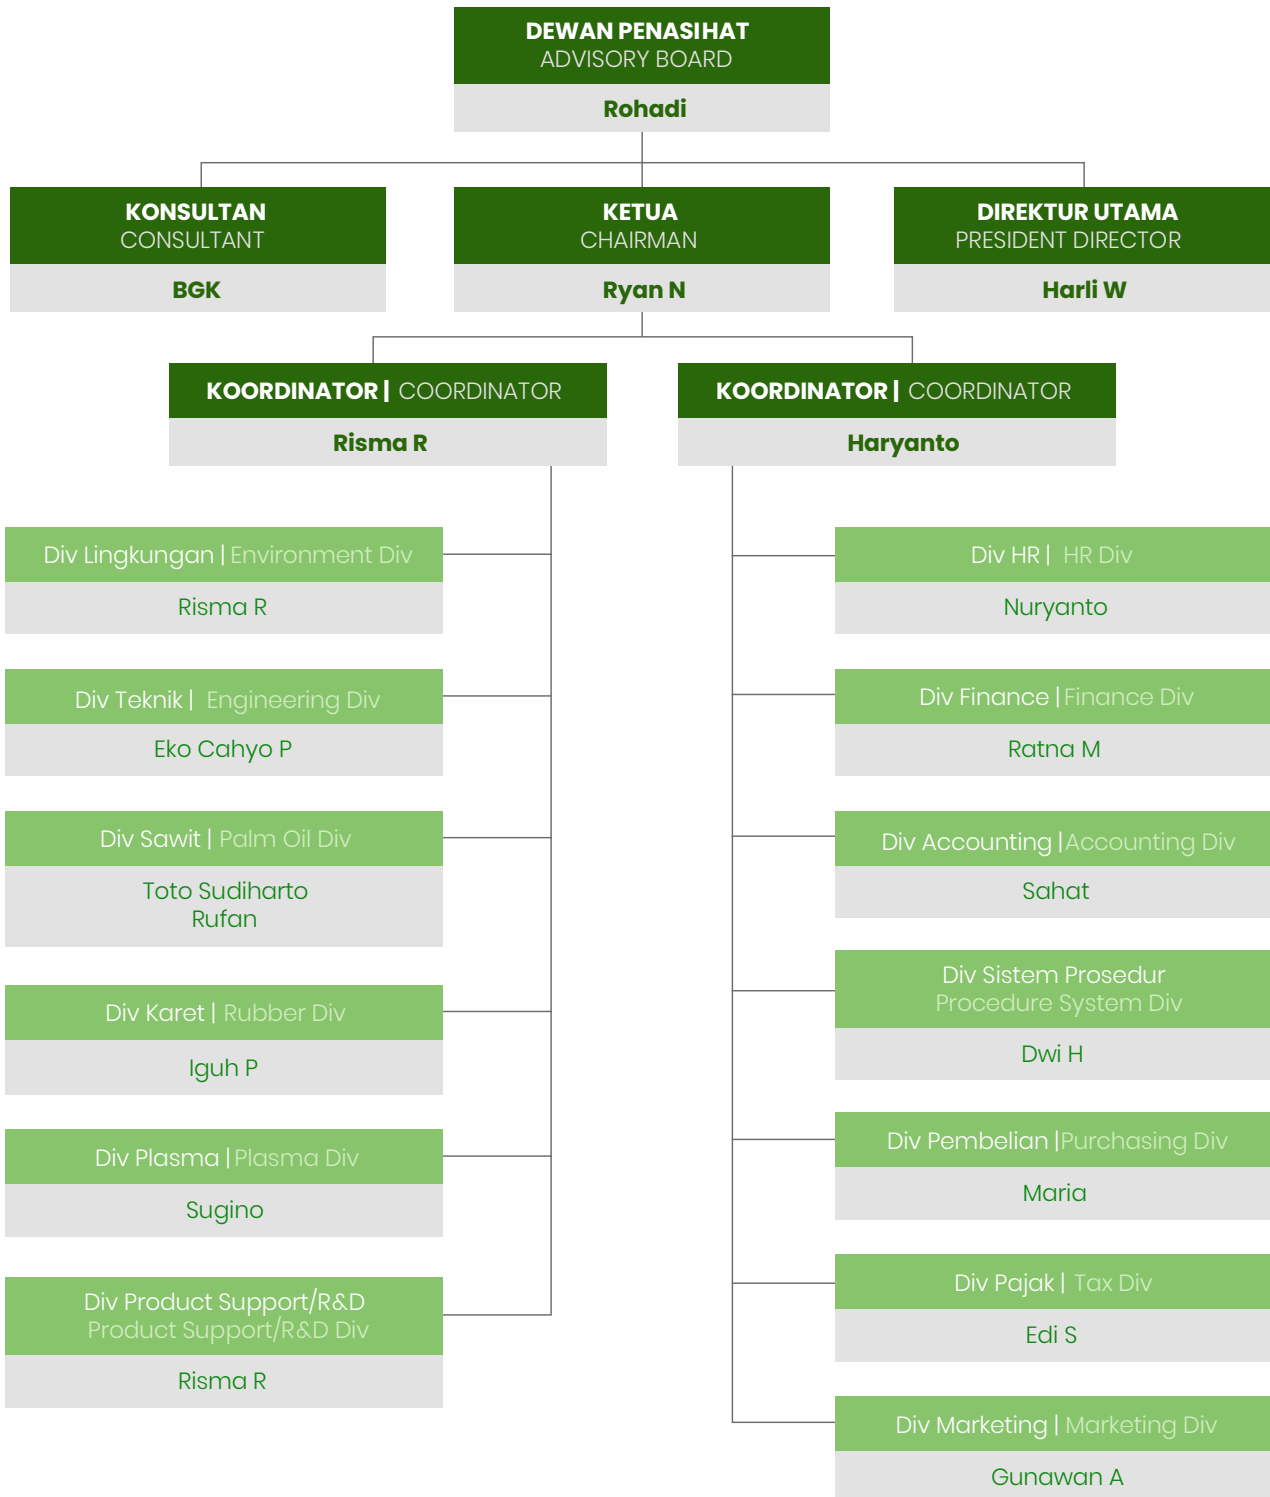 DEWAN PENASIHAT
ADVISORY BOARD
Rohadi
KONSULTAN
CONSULTANT
BGK
KETUA
CHAIRMAN
Ryan N
DIREKTUR UTAMA
PRESIDENT DIRECTOR
Harli W
KOORDINATOR | COORDINATOR
Risma R
KOORDINATOR | COORDINATOR
Haryanto
Div Lingkungan | Environment Div
Risma R
Div Teknik | Engineering Div
Eko Cahyo P
Div Sawit | Palm Oil Div
Toto Sudiharto
Rufan
Div Karet | Rubber Div
Iguh P
Div Plasma | Plasma Div
Sugino
Div Product Support/R&D
Product Support/R&D Div
Risma R
Div HR | HR Div
Nuryanto
Div Finance | Finance Div
Ratna M
Div Accounting | Accounting Div
Sahat
Div Sistem Prosedur
Procedure System Div
Dwi H
Div Pembelian | Purchasing Div
Maria
Div Pajak | Tax Div
Edi S
Div Marketing | Marketing Div
Gunawan A